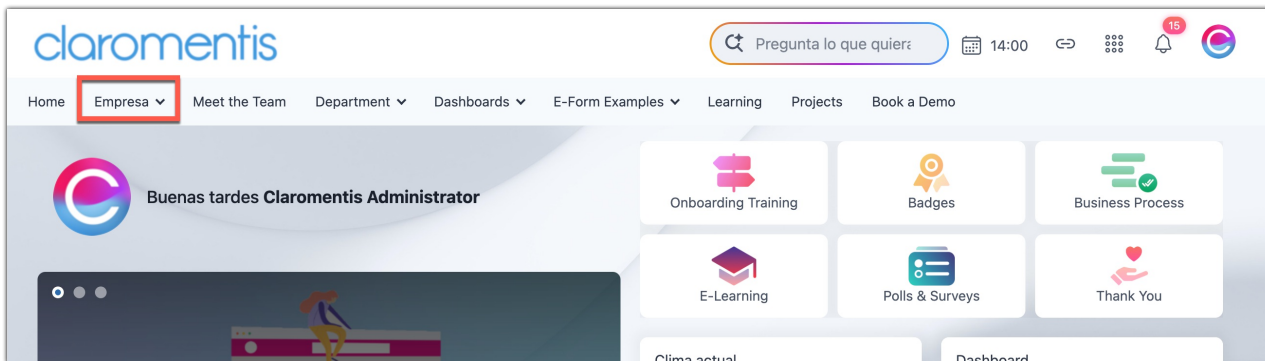 claromentis
Pregunta lo que quiera
14:00
15
Home Empresa Meet the Team Department Dashboards E-Form Examples Learning Projects Book a Demo
Buenas tardes Claromentis Administrator
Onboarding Training
Badges
Business Process
E-Learning
Polls & Surveys
Thank You
Clima actual
Dashboard